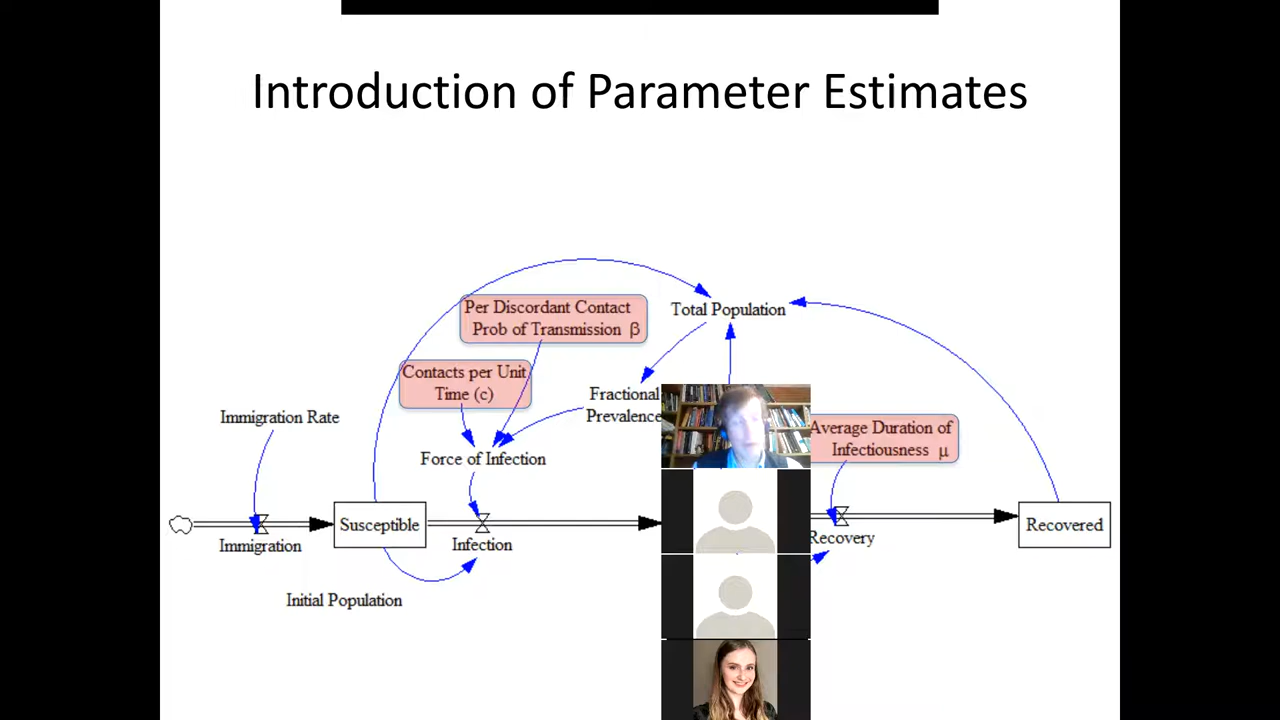 Introduction of Parameter Estimates
Per Discordant Contact
Prob of Transmission β
Total Population
Contacts per Unit
Time (c)
Fractional
Prevalence
Immigration Rate
Average Duration of
Infectiousness μ
Force of Infection
Susceptible
Recovered
Immigration
Infection
Recovery
Initial Population